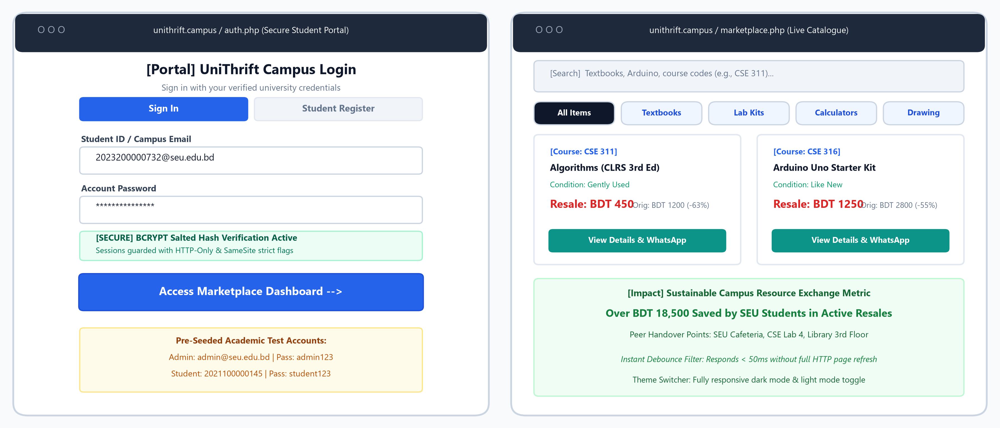 O O O
unithrift.campus / auth.php (Secure Student Portal)
[Portal] UniThrift Campus Login
Sign in with your verified university credentials
Sign In
Student Register
Student ID / Campus Email
2023200000732@seu.edu.bd
Account Password
***************
[SECURE] BCRYPT Salted Hash Verification Active
Sessions guarded with HTTP-Only & SameSite strict flags
Access Marketplace Dashboard -->
Pre-Seeded Academic Test Accounts:
Admin: admin@seu.edu.bd | Pass: admin123
Student: 2021100000145 | Pass: student123
O O O
unithrift.campus / marketplace.php (Live Catalogue)
[Search]  Textbooks, Arduino, course codes (e.g., CSE 311)...
All Items
Textbooks
Lab Kits
Calculators
Drawing
[Course: CSE 311]
Algorithms (CLRS 3rd Ed)
Condition: Gently Used
Resale: BDT 450 Orig: BDT 1200 (-63%)
View Details & WhatsApp
[Course: CSE 316]
Arduino Uno Starter Kit
Condition: Like New
Resale: BDT 1250 Orig: BDT 2800 (-55%)
View Details & WhatsApp
[Impact] Sustainable Campus Resource Exchange Metric
Over BDT 18,500 Saved by SEU Students in Active Resales
Peer Handover Points: SEU Cafeteria, CSE Lab 4, Library 3rd Floor
Instant Debounce Filter: Responds < 50ms without full HTTP page refresh
Theme Switcher: Fully responsive dark mode & light mode toggle